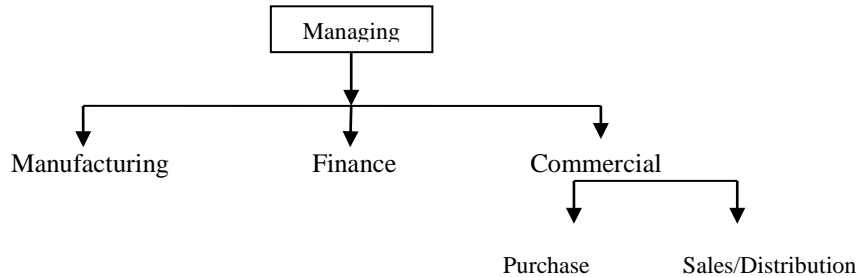 Managing
Manufacturing Finance Commercial
Purchase Sales/Distribution